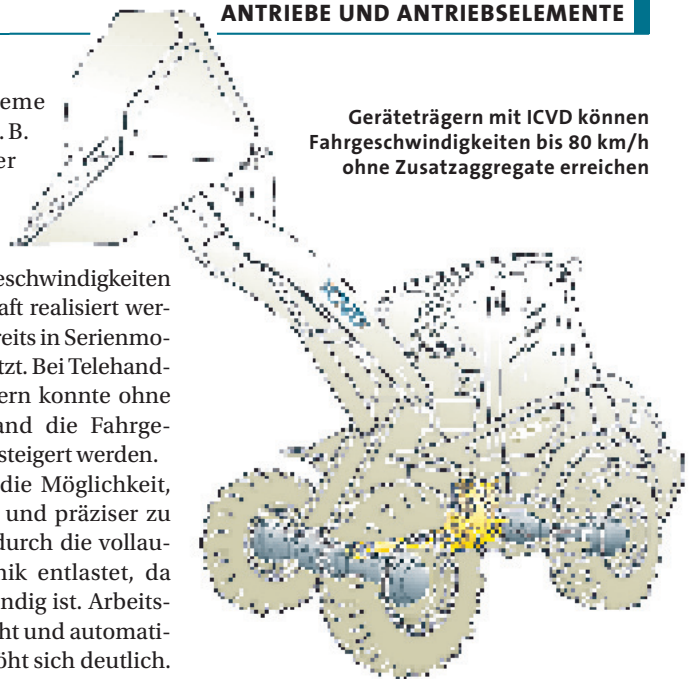 ANTRIEBE UND ANTRIEBSELEMENTE
eme
. B.
er
Geräteträgern mit ICVD können
Fahrgeschwindigkeiten bis 80 km/h
ohne Zusatzaggregate erreichen
eschwindigkeiten
aft realisiert wer-
reits in Serienmo-
tzt. Bei Telehand-
ern konnte ohne
and die Fahrge-
steigert werden.
die Möglichkeit,
und präziser zu
durch die vollau-
nik entlastet, da
ndig ist. Arbeits-
ht und automati-
öht sich deutlich.